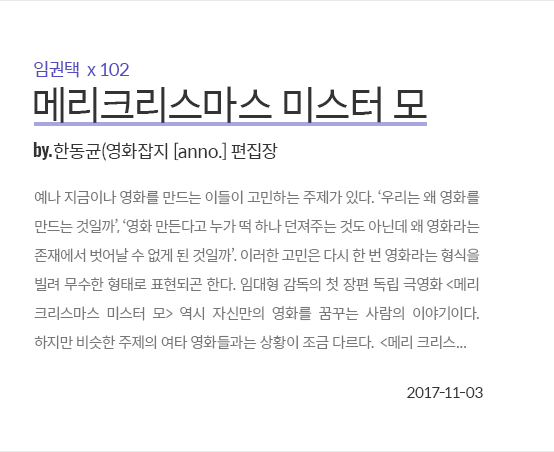 임권택 x 102
메리크리스마스 미스터 모
by.한동균(영화잡지 [anno.] 편집장
예나 지금이나 영화를 만드는 이들이 고민하는 주제가 있다. ‘우리는 왜 영화를
만드는 것일까’, ‘영화 만든다고 누가 떡 하나 던져주는 것도 아닌데 왜 영화라는
존재에서 벗어날 수 없게 된 것일까’. 이러한 고민은 다시 한 번 영화라는 형식을
빌려 무수한 형태로 표현되곤 한다. 임대형 감독의 첫 장편 독립 극영화 <메리
크리스마스 미스터 모> 역시 자신만의 영화를 꿈꾸는 사람의 이야기이다.
하지만 비슷한 주제의 여타 영화들과는 상황이 조금 다르다. <메리 크리스...
2017-11-03